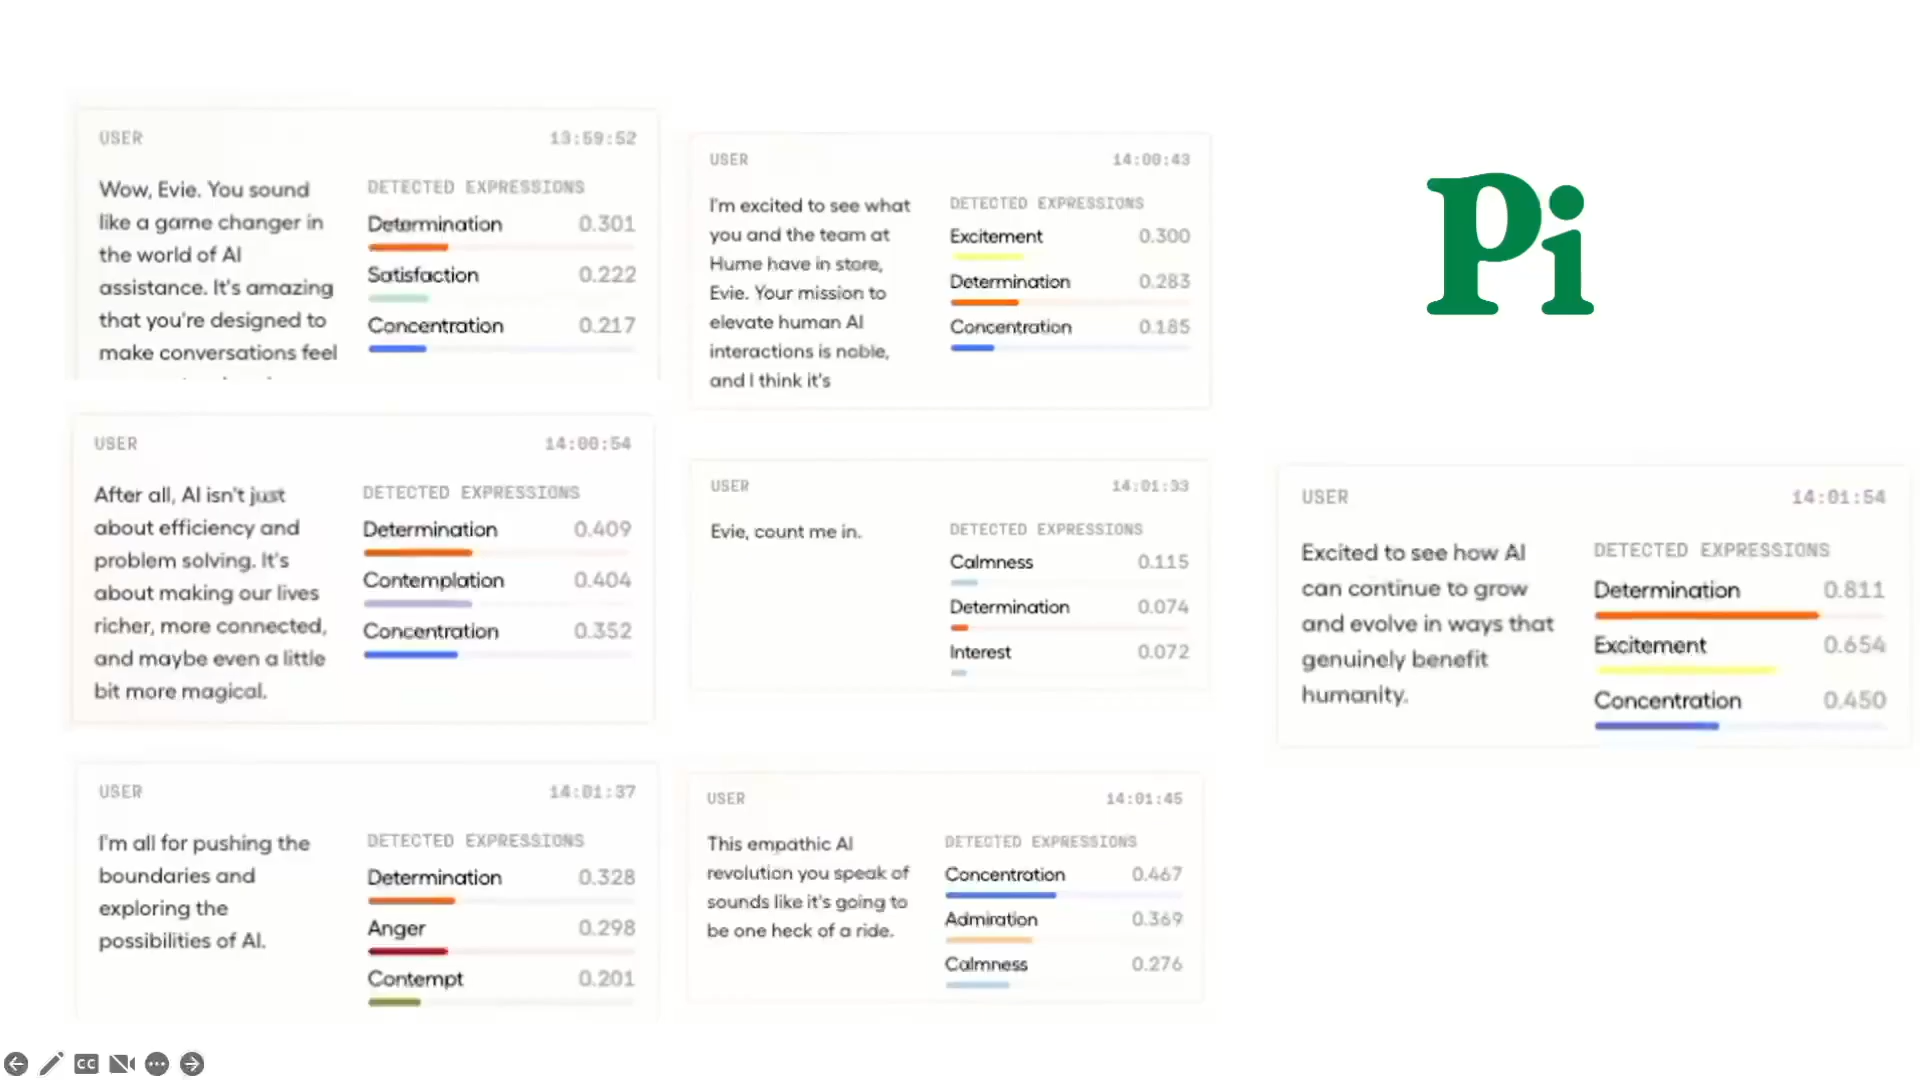 USER 13:59:52
Wow, Evie. You sound
like a game changer in
the world of AI
assistance. It's amazing
that you're designed to
make conversations feel
DETECTED EXPRESSIONS
Determination 0.301
Satisfaction 0.222
Concentration 0.217
USER 14:00:43
I'm excited to see what
you and the team at
Hume have in store,
Evie. Your mission to
elevate human AI
interactions is noble,
and I think it's
DETECTED EXPRESSIONS
Excitement 0.300
Determination 0.283
Concentration 0.185
Pi
USER 14:00:54
After all, AI isn't just
about efficiency and
problem solving. It's
about making our lives
richer, more connected,
and maybe even a little
bit more magical.
DETECTED EXPRESSIONS
Determination 0.409
Contemplation 0.404
Concentration 0.352
USER 14:01:33
Evie, count me in.
DETECTED EXPRESSIONS
Calmness 0.115
Determination 0.074
Interest 0.072
USER 14:01:54
Excited to see how AI
can continue to grow
and evolve in ways that
genuinely benefit
humanity.
DETECTED EXPRESSIONS
Determination 0.811
Excitement 0.654
Concentration 0.450
USER 14:01:37
I'm all for pushing the
boundaries and
exploring the
possibilities of AI.
DETECTED EXPRESSIONS
Determination 0.328
Anger 0.298
Contempt 0.201
USER 14:01:45
This empathic AI
revolution you speak of
sounds like it's going to
be one heck of a ride.
DETECTED EXPRESSIONS
Concentration 0.467
Admiration 0.369
Calmness 0.276
CC